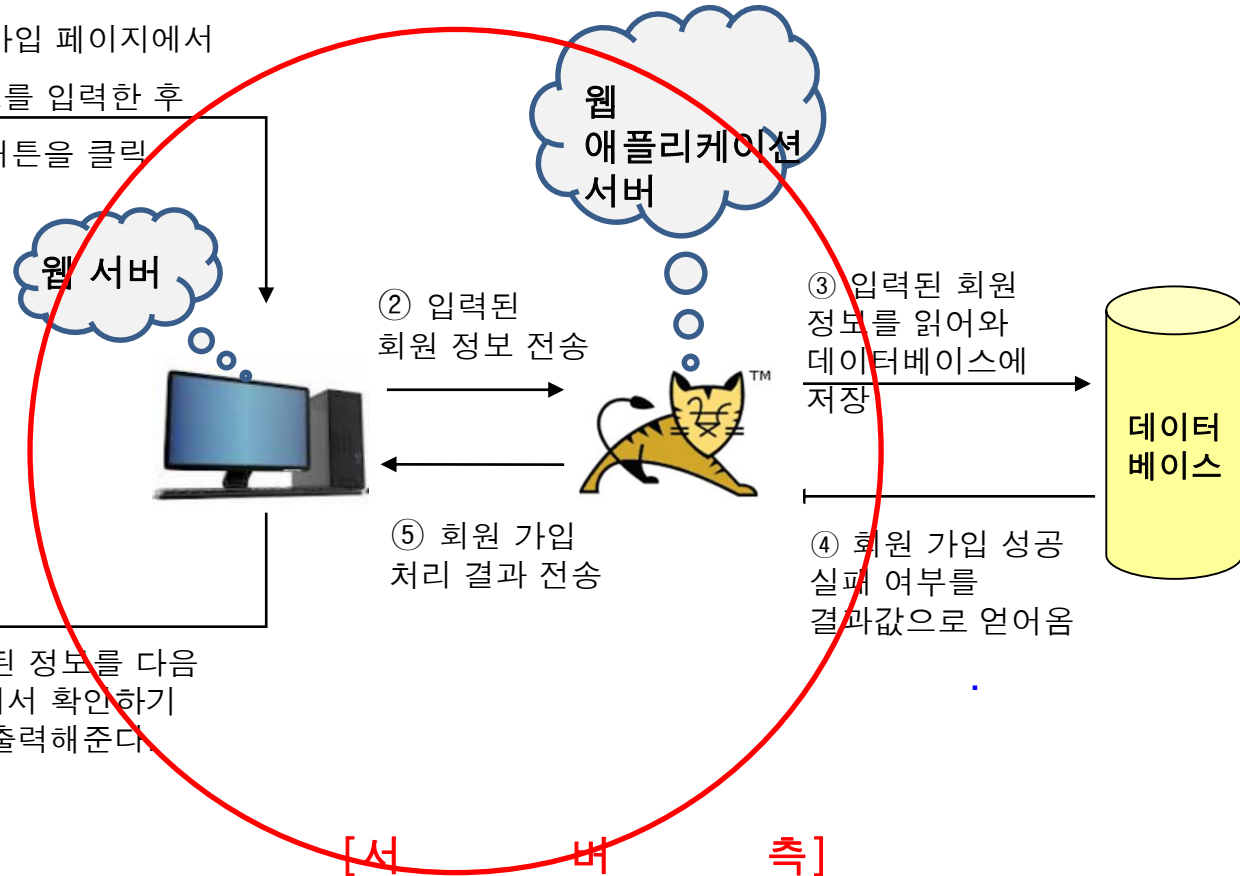 가입 페이지에서
를 입력한 후
버튼을 클릭
웹
애플리케이션
서버
웹 서버
② 입력된
회원 정보 전송
③ 입력된 회원
정보를 읽어와
데이터베이스에
저장
TM
데이터
베이스
⑤ 회원 가입
처리 결과 전송
④ 회원 가입 성공
실패 여부를
결과값으로 얻어옴
된 정보를 다음
에서 확인하기
출력해준다.
[서 버 측]